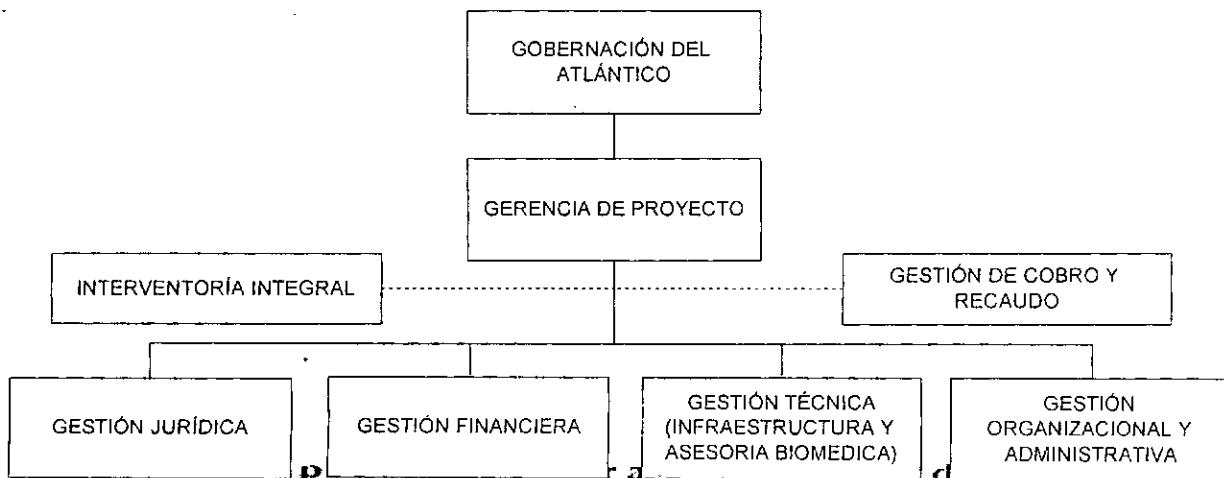 GOBERNACIÓN DEL
ATLÁNTICO
GERENCIA DE PROYECTO
INTERVENTORÍA INTEGRAL
GESTIÓN DE COBRO Y
RECAUDO
GESTIÓN JURÍDICA
GESTIÓN FINANCIERA
GESTIÓN TÉCNICA
(INFRAESTRUCTURA Y
ASESORIA BIOMEDICA)
GESTIÓN
ORGANIZACIONAL Y
ADMINISTRATIVA